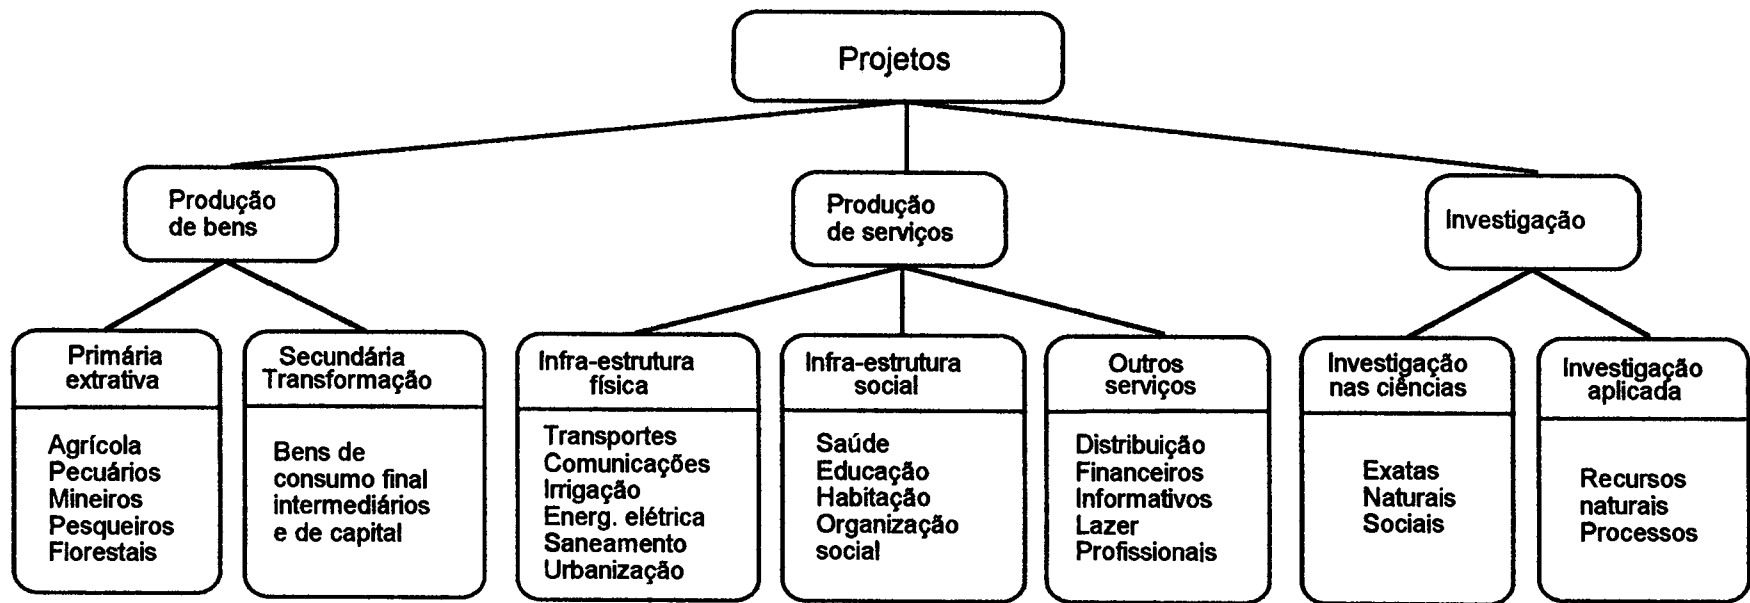 Projetos
Produção
de bens
Produção
de serviços
Investigação
Primária
extrativa
Agrícola
Pecuários
Mineiros
Pesqueiros
Florestais
Secundária
Transformação
Bens de
consumo final
intermediários
e de capital
Infra-estrutura
física
Transportes
Comunicações
Irrigação
Energ. elétrica
Saneamento
Urbanização
Infra-estrutura
social
Saúde
Educação
Habitação
Organização
social
Outros
serviços
Distribuição
Financeiros
Informativos
Lazer
Profissionais
Investigação
nas ciências
Exatas
Naturais
Sociais
Investigação
aplicada
Recursos
naturais
Processos